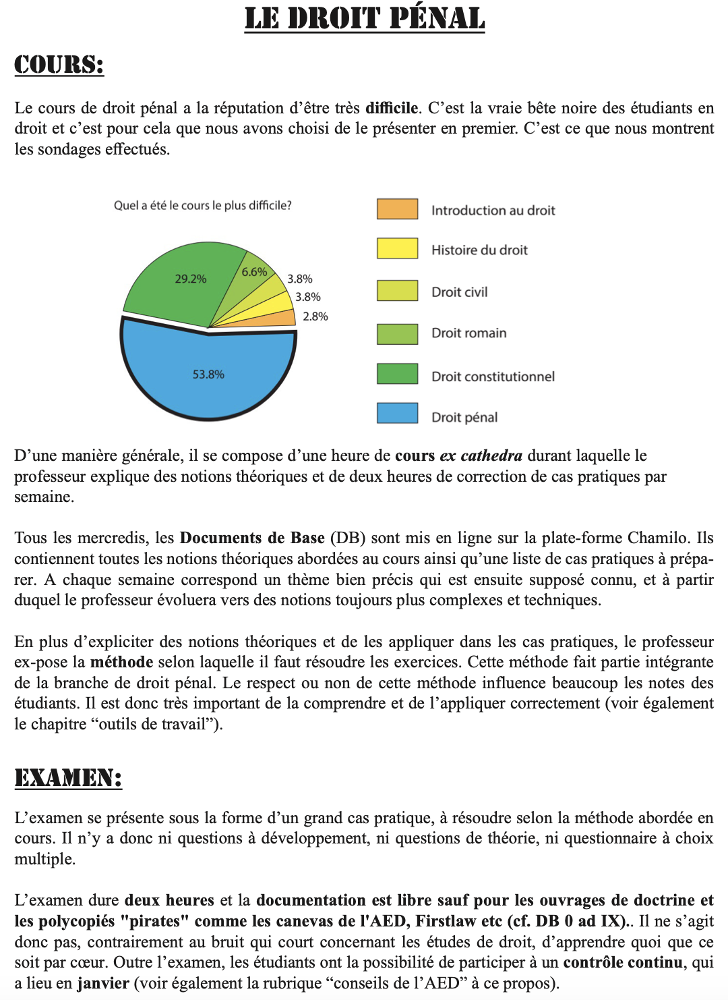 LE DROIT PÉNAL
COURS:
Le cours de droit pénal a la réputation d’être très difficile. C’est la vraie bête noire des étudiants en
droit et c’est pour cela que nous avons choisi de le présenter en premier. C’est ce que nous montrent
les sondages effectués.
Quel a été le cours le plus difficile?
29.2%
6.6%
3.8%
3.8%
2.8%
53.8%
Introduction au droit
Histoire du droit
Droit civil
Droit romain
Droit constitutionnel
Droit pénal
D’une manière générale, il se compose d’une heure de cours ex cathedra durant laquelle le
professeur explique des notions théoriques et de deux heures de correction de cas pratiques par
semaine.
Tous les mercredis, les Documents de Base (DB) sont mis en ligne sur la plate-forme Chamilo. Ils
contiennent toutes les notions théoriques abordées au cours ainsi qu’une liste de cas pratiques à prépa-
rer. A chaque semaine correspond un thème bien précis qui est ensuite supposé connu, et à partir
duquel le professeur évoluera vers des notions toujours plus complexes et techniques.
En plus d’expliciter des notions théoriques et de les appliquer dans les cas pratiques, le professeur
ex-pose la méthode selon laquelle il faut résoudre les exercices. Cette méthode fait partie intégrante
de la branche de droit pénal. Le respect ou non de cette méthode influence beaucoup les notes des
étudiants. Il est donc très important de la comprendre et de l’appliquer correctement (voir également
le chapitre “outils de travail”).
EXAMEN:
L’examen se présente sous la forme d’un grand cas pratique, à résoudre selon la méthode abordée en
cours. Il n’y a donc ni questions à développement, ni questions de théorie, ni questionnaire à choix
multiple.
L’examen dure deux heures et la documentation est libre sauf pour les ouvrages de doctrine et
les polycopiés "pirates" comme les canevas de l'AED, Firstlaw etc (cf. DB 0 ad IX).. Il ne s’agit
donc pas, contrairement au bruit qui court concernant les études de droit, d’apprendre quoi que ce
soit par cœur. Outre l’examen, les étudiants ont la possibilité de participer à un contrôle continu, qui
a lieu en janvier (voir également la rubrique “conseils de l’AED” à ce propos).